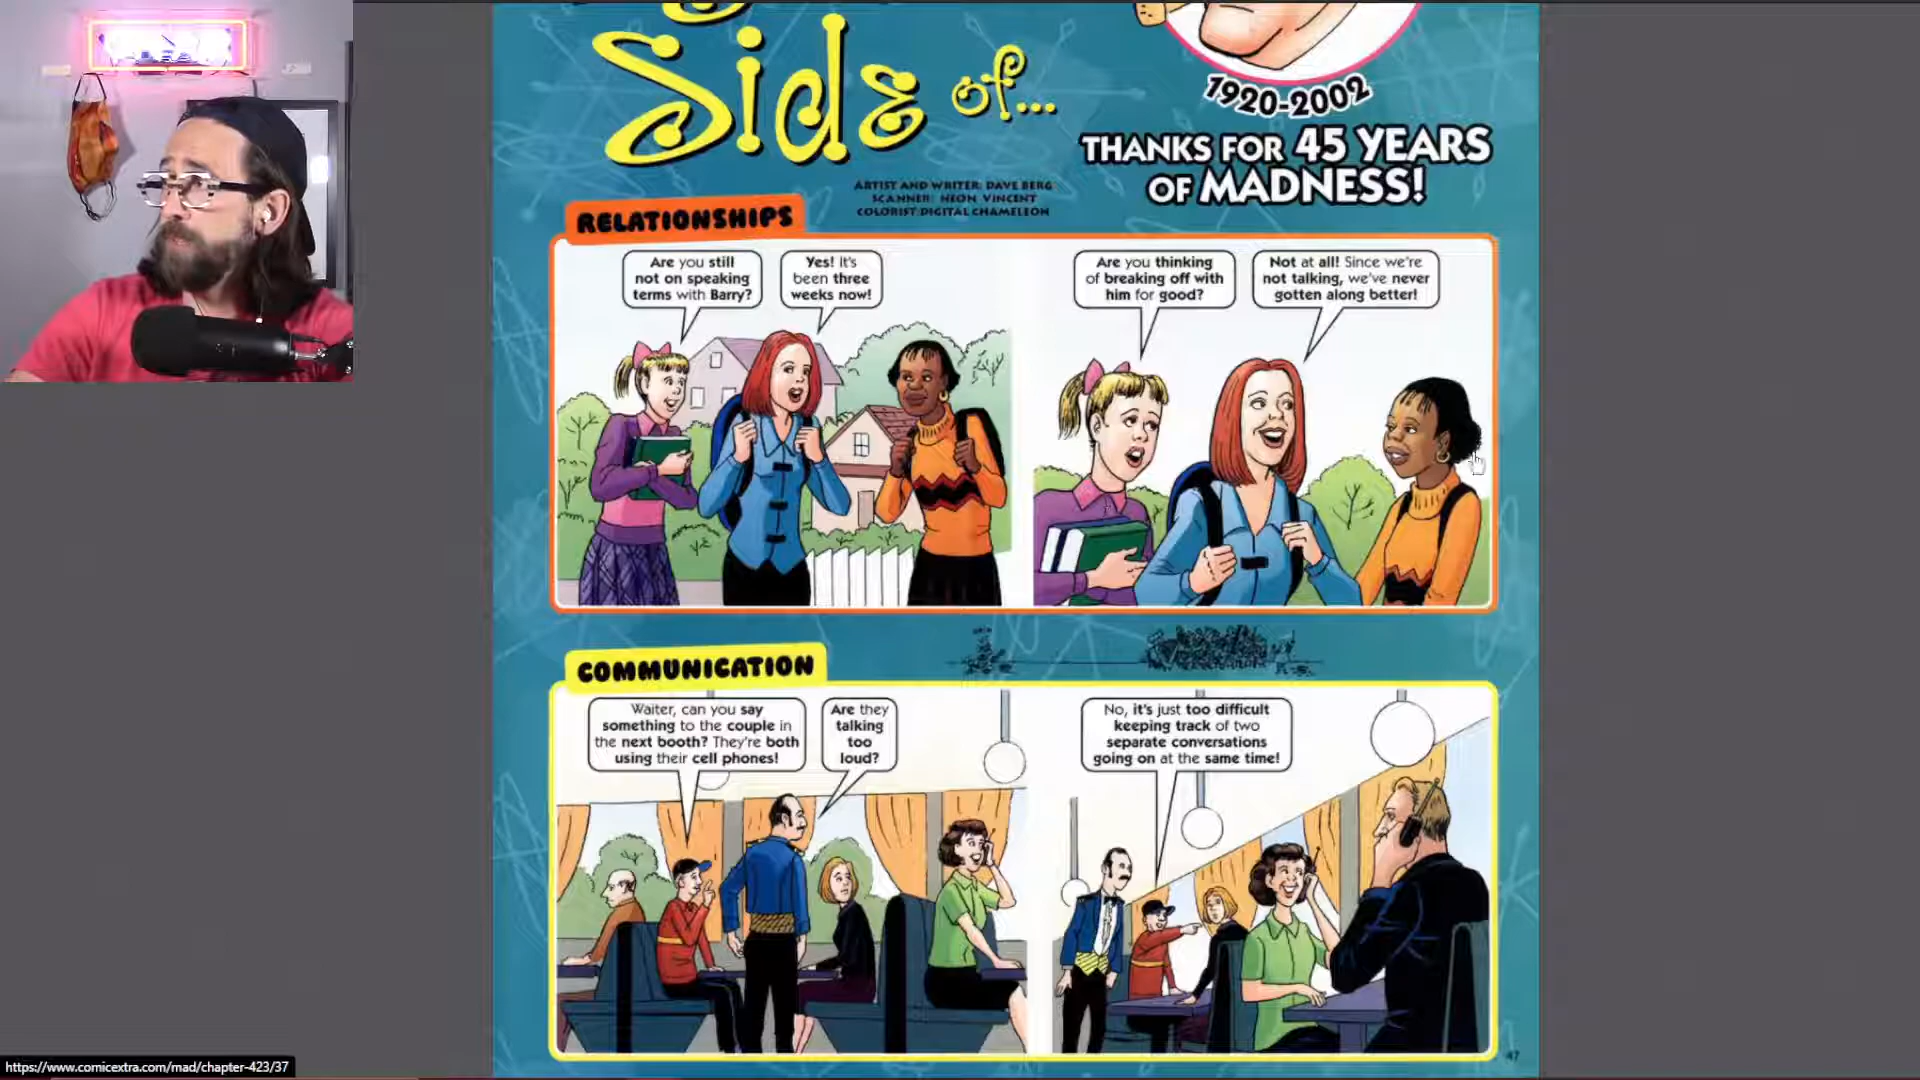 Side of...
1920-2002
THANKS FOR 45 YEARS
OF MADNESS!
ARTIST AND WRITER: DAVE BERG
SCANNER: NEON VINCENT
COLORIST: DIGITAL CHAMELEON
RELATIONSHIPS
Are you still
not on speaking
terms with Barry?
Yes! It's
been three
weeks now!
Are you thinking
of breaking off with
him for good?
Not at all! Since we're
not talking, we've never
gotten along better!
COMMUNICATION
Waiter, can you say
something to the couple in
the next booth? They're both
using their cell phones!
Are they
talking
too
loud?
No, it's just too difficult
keeping track of two
separate conversations
going on at the same time!
47
https://www.comicextra.com/mad/chapter-423/37